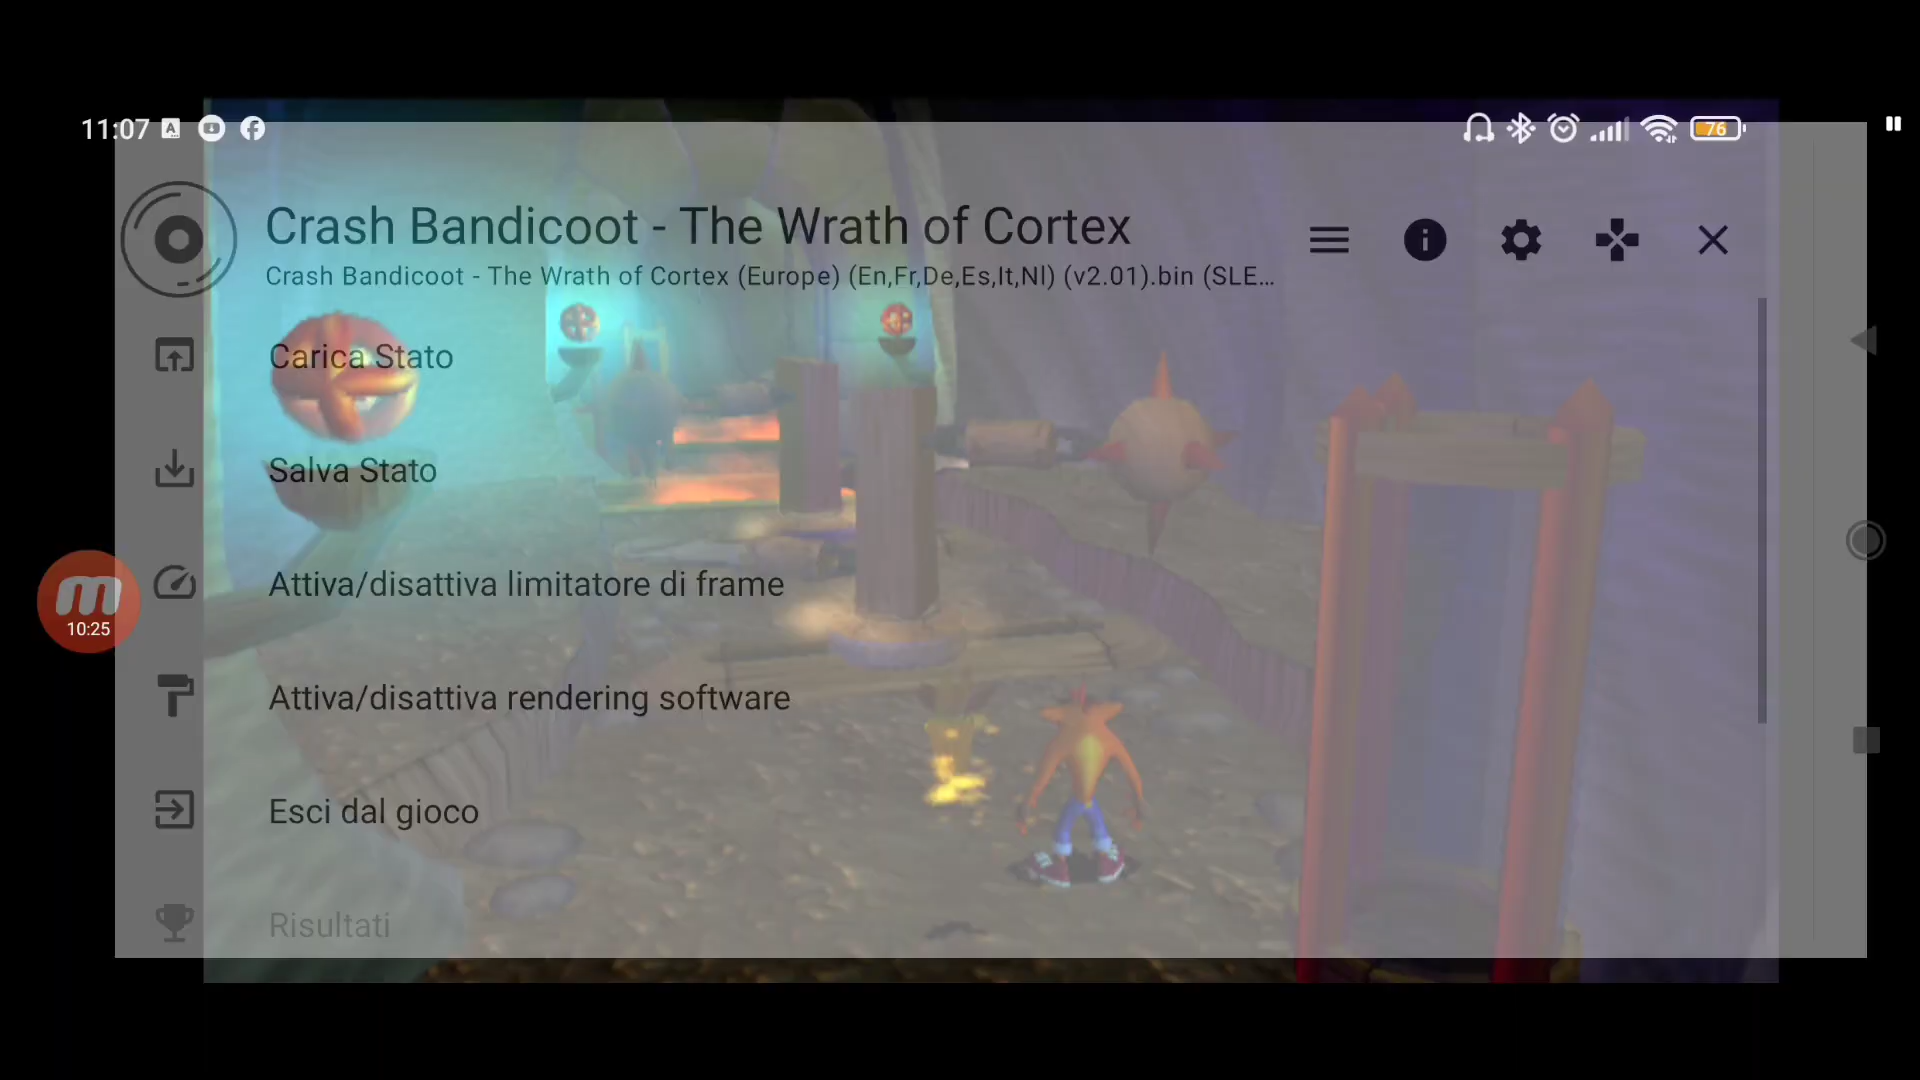 11:07
76
Crash Bandicoot - The Wrath of Cortex
Crash Bandicoot - The Wrath of Cortex (Europe) (En,Fr,De,Es,It,Nl) (v2.01).bin (SLE...
Carica Stato
Salva Stato
Attiva/disattiva limitatore di frame
10:25
Attiva/disattiva rendering software
Esci dal gioco
Risultati